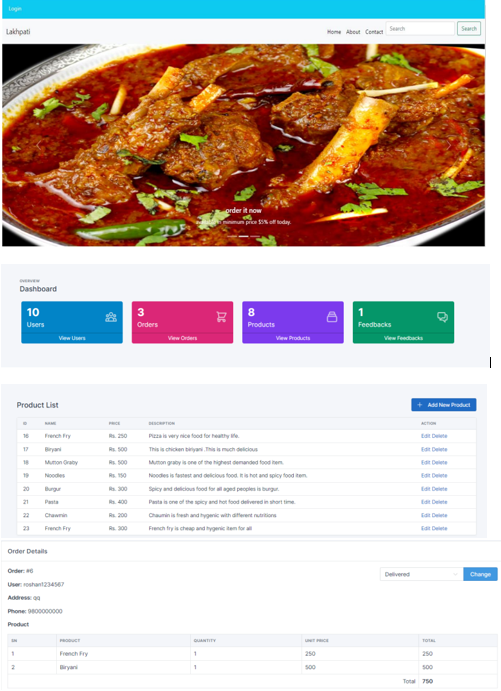 Login
Lakhpati Home About Contact Search Search
order it now
in minimum price $5% off today.
OVERVIEW
Dashboard
10 3 8 1
Users Orders Products Feedbacks
View Users View Orders View Products View Feedbacks
Product List + Add New Product
ID NAME PRICE DESCRIPTION ACTION
16 French Fry Rs. 250 Pizza is very nice food for healthy life. Edit Delete
17 Biryani Rs. 500 This is chicken biriyani .This is much delicious Edit Delete
18 Mutton Graby Rs. 500 Mutton graby is one of the highest demanded food item. Edit Delete
19 Noodles Rs. 150 Noodles is fastest and delicious food. It is hot and spicy food item. Edit Delete
20 Burgur Rs. 300 Spicy and delicious food for all aged peoples is burgur. Edit Delete
21 Pasta Rs. 400 Pasta is one of the spicy and hot food delivered in short time. Edit Delete
22 Chawmin Rs. 200 Chaumin is fresh and hygenic with different nutritions Edit Delete
23 French Fry Rs. 300 French fry is cheap and hygenic item for all Edit Delete
Order Details
Order: #6
Delivered Change
User: roshan1234567
Address: qq
Phone: 9800000000
Product
SN PRODUCT QUANTITY UNIT PRICE TOTAL
1 French Fry 1 250 250
2 Biryani 1 500 500
Total 750